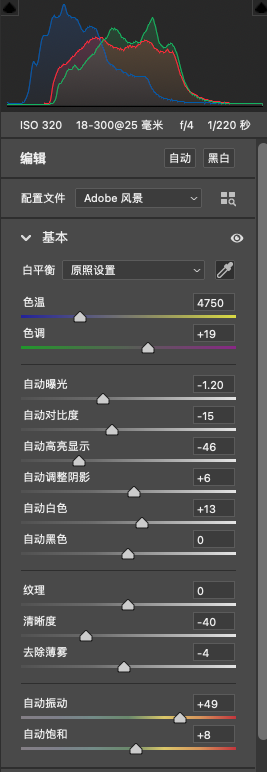 ISO 320 18-300@25 毫米 f/4 1/220 秒
编辑 自动 黑白
配置文件 Adobe 风景
基本
白平衡 原照设置
色温 4750
色调 +19
自动曝光 -1.20
自动对比度 -15
自动高亮显示 -46
自动调整阴影 +6
自动白色 +13
自动黑色 0
纹理 0
清晰度 -40
去除薄雾 -4
自动振动 +49
自动饱和 +8